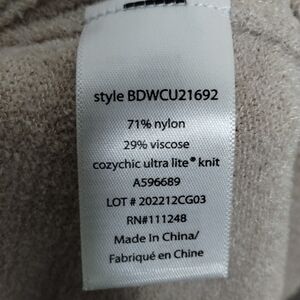 style BDWCU21692
71% nylon
29% viscose
cozychic ultra lite® knit
A596689
LOT # 202212CG03
RN#111248
Made In China/
Fabriqué en Chine